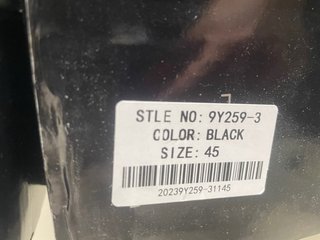 STLE NO: 9Y259-3
COLOR: BLACK
SIZE: 45
20239Y259-31145